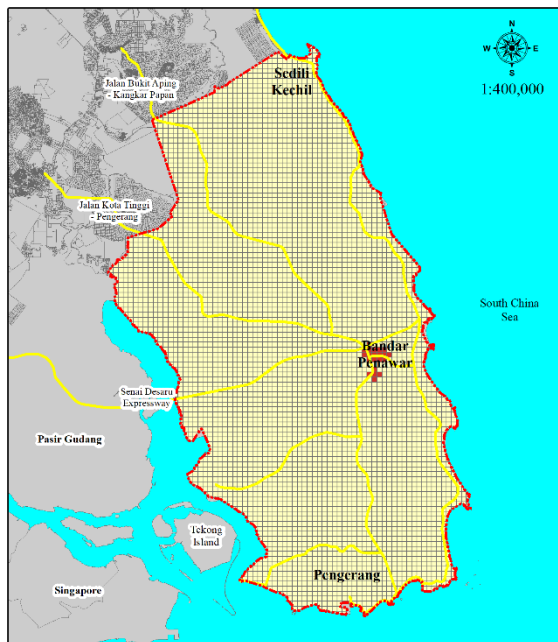 N
W E
S
1:400,000
Sedili
Kechil
Jalan Bukit Aping
- Kangkar Papan
Jalan Kota Tinggi
- Pengerang
South China
Sea
Bandar
Penawar
Senai Desaru
Expressway
Pasir Gudang
Tekong
Island
Pengerang
Singapore